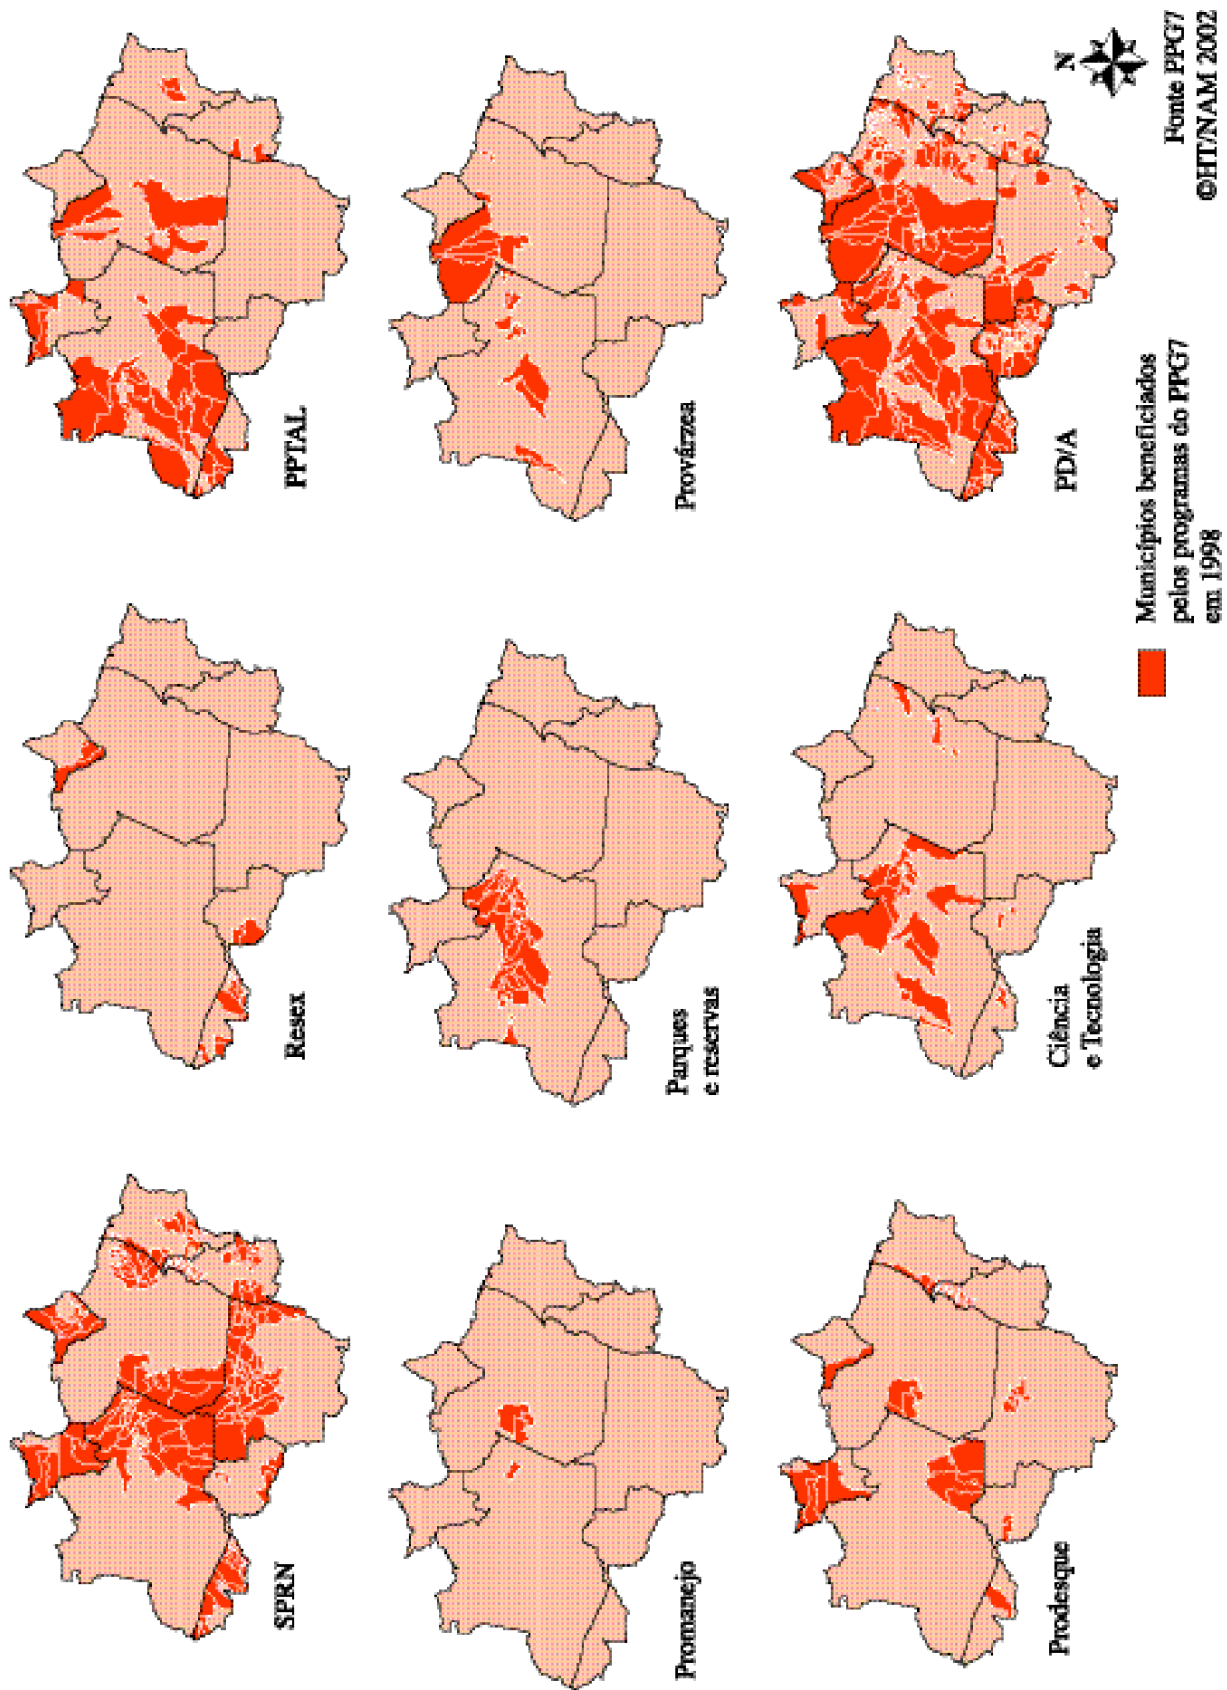 SPRN
Resex
PPTAL
Promanejo
Parques
e reservas
Provárzea
Prodesque
Ciência
e Tecnologia
PD/A
Municípios beneficiados
pelos programas do PPG7
em 1998
N
Fonte PPG7
©HT/NAM 2002